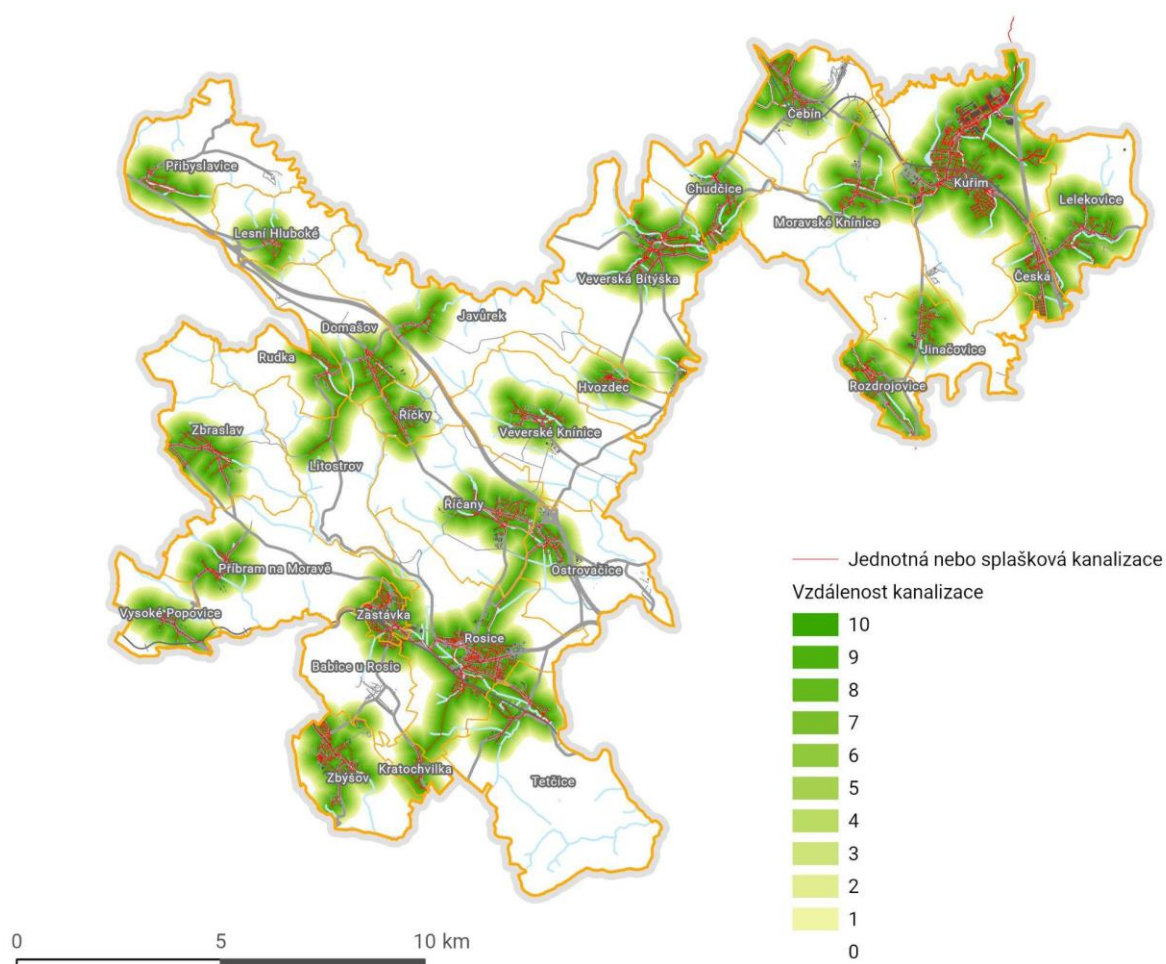 Čebín
Přibyslavice
Kuřim
Chudčice
Lelekovice
Moravské Knínice
Lesní Hluboké
Česká
Veverská Bítýška
Javůrek
Domašov
Jinačovice
Rudka
Hvozdec
Rozdrojovice
Říčky
Zbraslav
Veverské Knínice
Litostrov
Říčany
Příbram na Moravě
Ostrovačice
Vysoké Popovice
Zastávka
Rosice
Babice u Rosic
Kratochvilka
Zbýšov
Tetčice
Jednotná nebo splašková kanalizace
Vzdálenost kanalizace
10
9
8
7
6
5
4
3
2
1
0
0 5 10 km